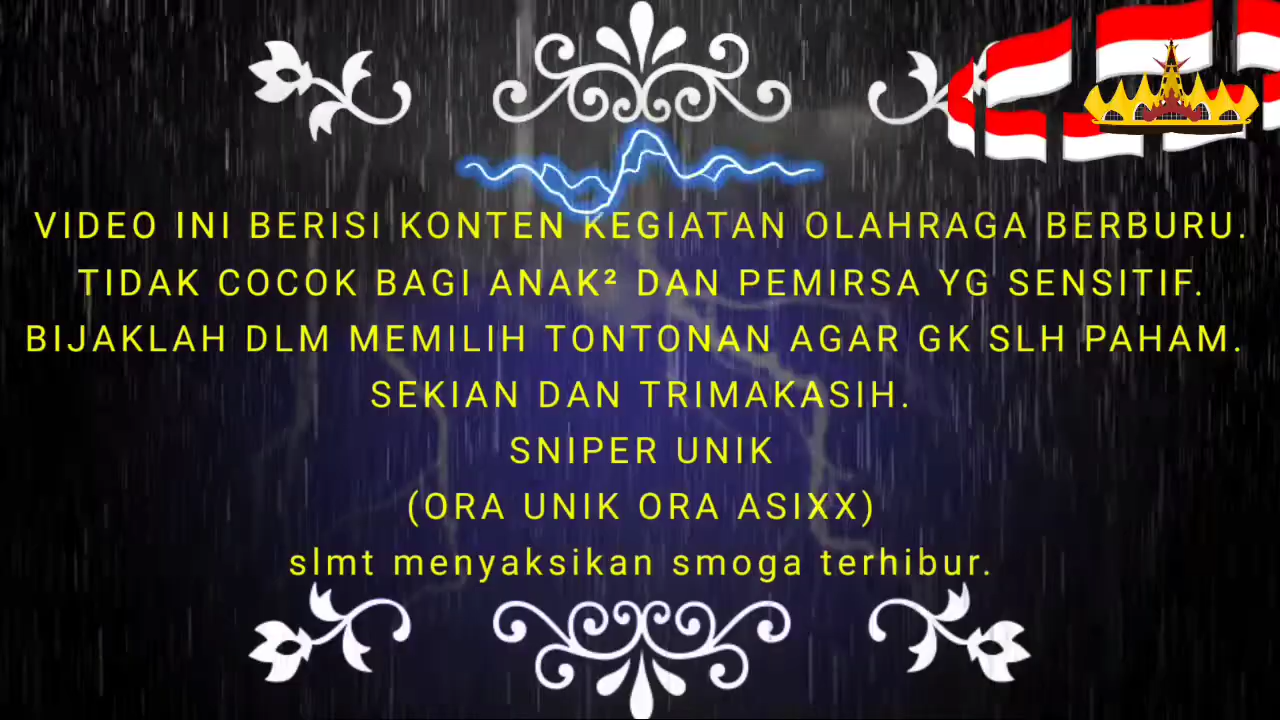 VIDEO INI BERISI KONTEN KEGIATAN OLAHRAGA BERBURU.
TIDAK COCOK BAGI ANAK² DAN PEMIRSA YG SENSITIF.
BIJAKLAH DLM MEMILIH TONTONAN AGAR GK SLH PAHAM.
SEKIAN DAN TRIMAKASIH.
SNIPER UNIK
(ORA UNIK ORA ASIXX)
slmt menyaksikan smoga terhibur.